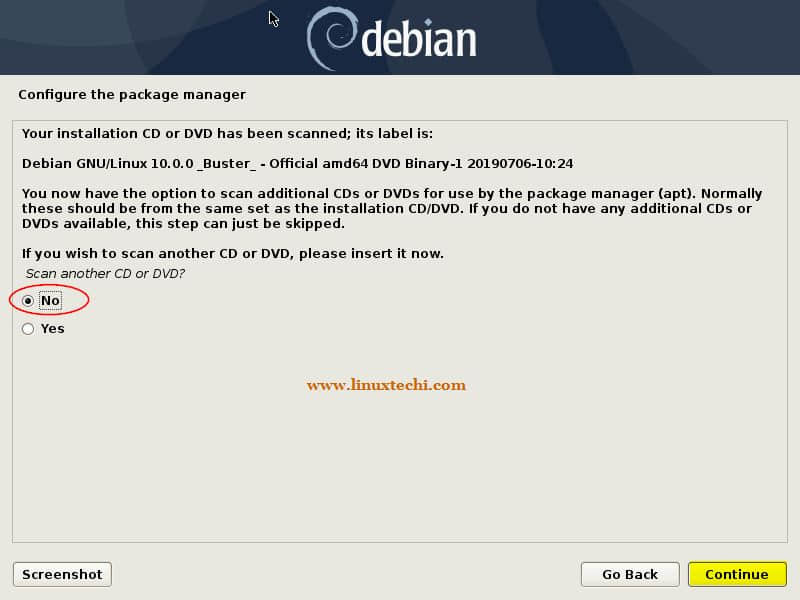 debian
Configure the package manager
Your installation CD or DVD has been scanned; its label is:
Debian GNU/Linux 10.0.0 _Buster_ - Official amd64 DVD Binary-1 20190706-10:24
You now have the option to scan additional CDs or DVDs for use by the package manager (apt). Normally
these should be from the same set as the installation CD/DVD. If you do not have any additional CDs or
DVDs available, this step can just be skipped.
If you wish to scan another CD or DVD, please insert it now.
Scan another CD or DVD?
No
Yes
www.linuxtechi.com
Screenshot
Go Back
Continue